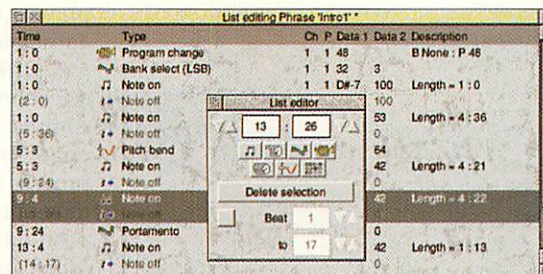 List editing Phrase 'Intro1' *
Time Type Ch P Data 1 Data 2 Description
1 : 0 Program change 1 1 48 B None : P 48
1 : 0 Bank select (LSB) 1 1 32 3
1 : 0 Note on 1 1 D#-7 100 Length = 1 : 0
(2 : 0) Note off 100
1 : 0 Note on 53 Length = 4 : 36
(5 : 36) Note off 0
5 : 3 Pitch bend 64
5 : 3 Note on 42 Length = 4 : 21
(9 : 24) Note off 0
9 : 4 Note on 42 Length = 4 : 22
Note off
9 : 24 Portamento 0
13 : 4 Note on 42 Length = 1 : 13
(14 : 17) Note off 0
List editor
13 : 26
Delete selection
Beat 1
to 17